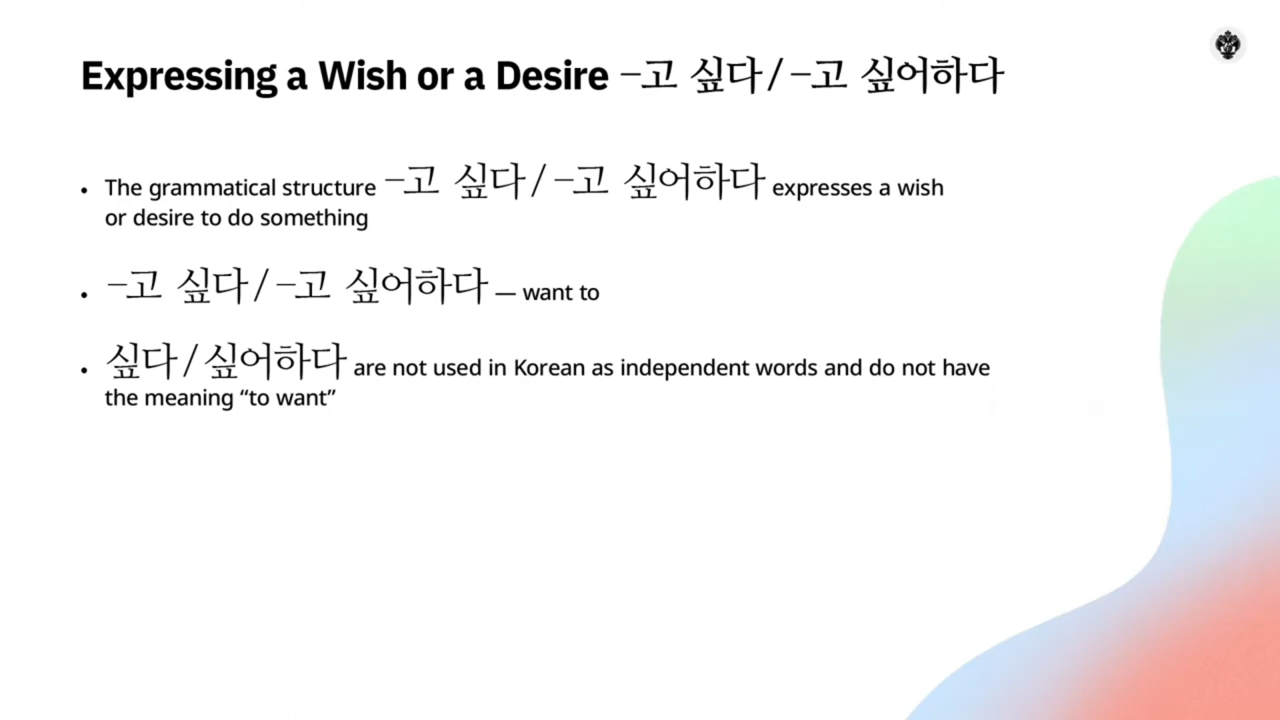 Expressing a Wish or a Desire –고 싶다/–고 싶어하다
• The grammatical structure –고 싶다/–고 싶어하다 expresses a wish
or desire to do something
• –고 싶다/–고 싶어하다 — want to
• 싶다/싶어하다 are not used in Korean as independent words and do not have
the meaning “to want”